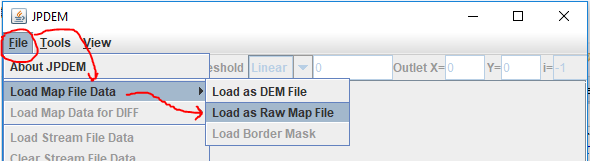 JPDEM
File Tools View
About JPDEM
reshold Linear 0 Outlet X= 0 Y= 0 i= -1
Load Map File Data
Load as DEM File
Load Map Data for DIFF
Load as Raw Map File
Load Border Mask
Load Stream File Data
Clear Stream File Data